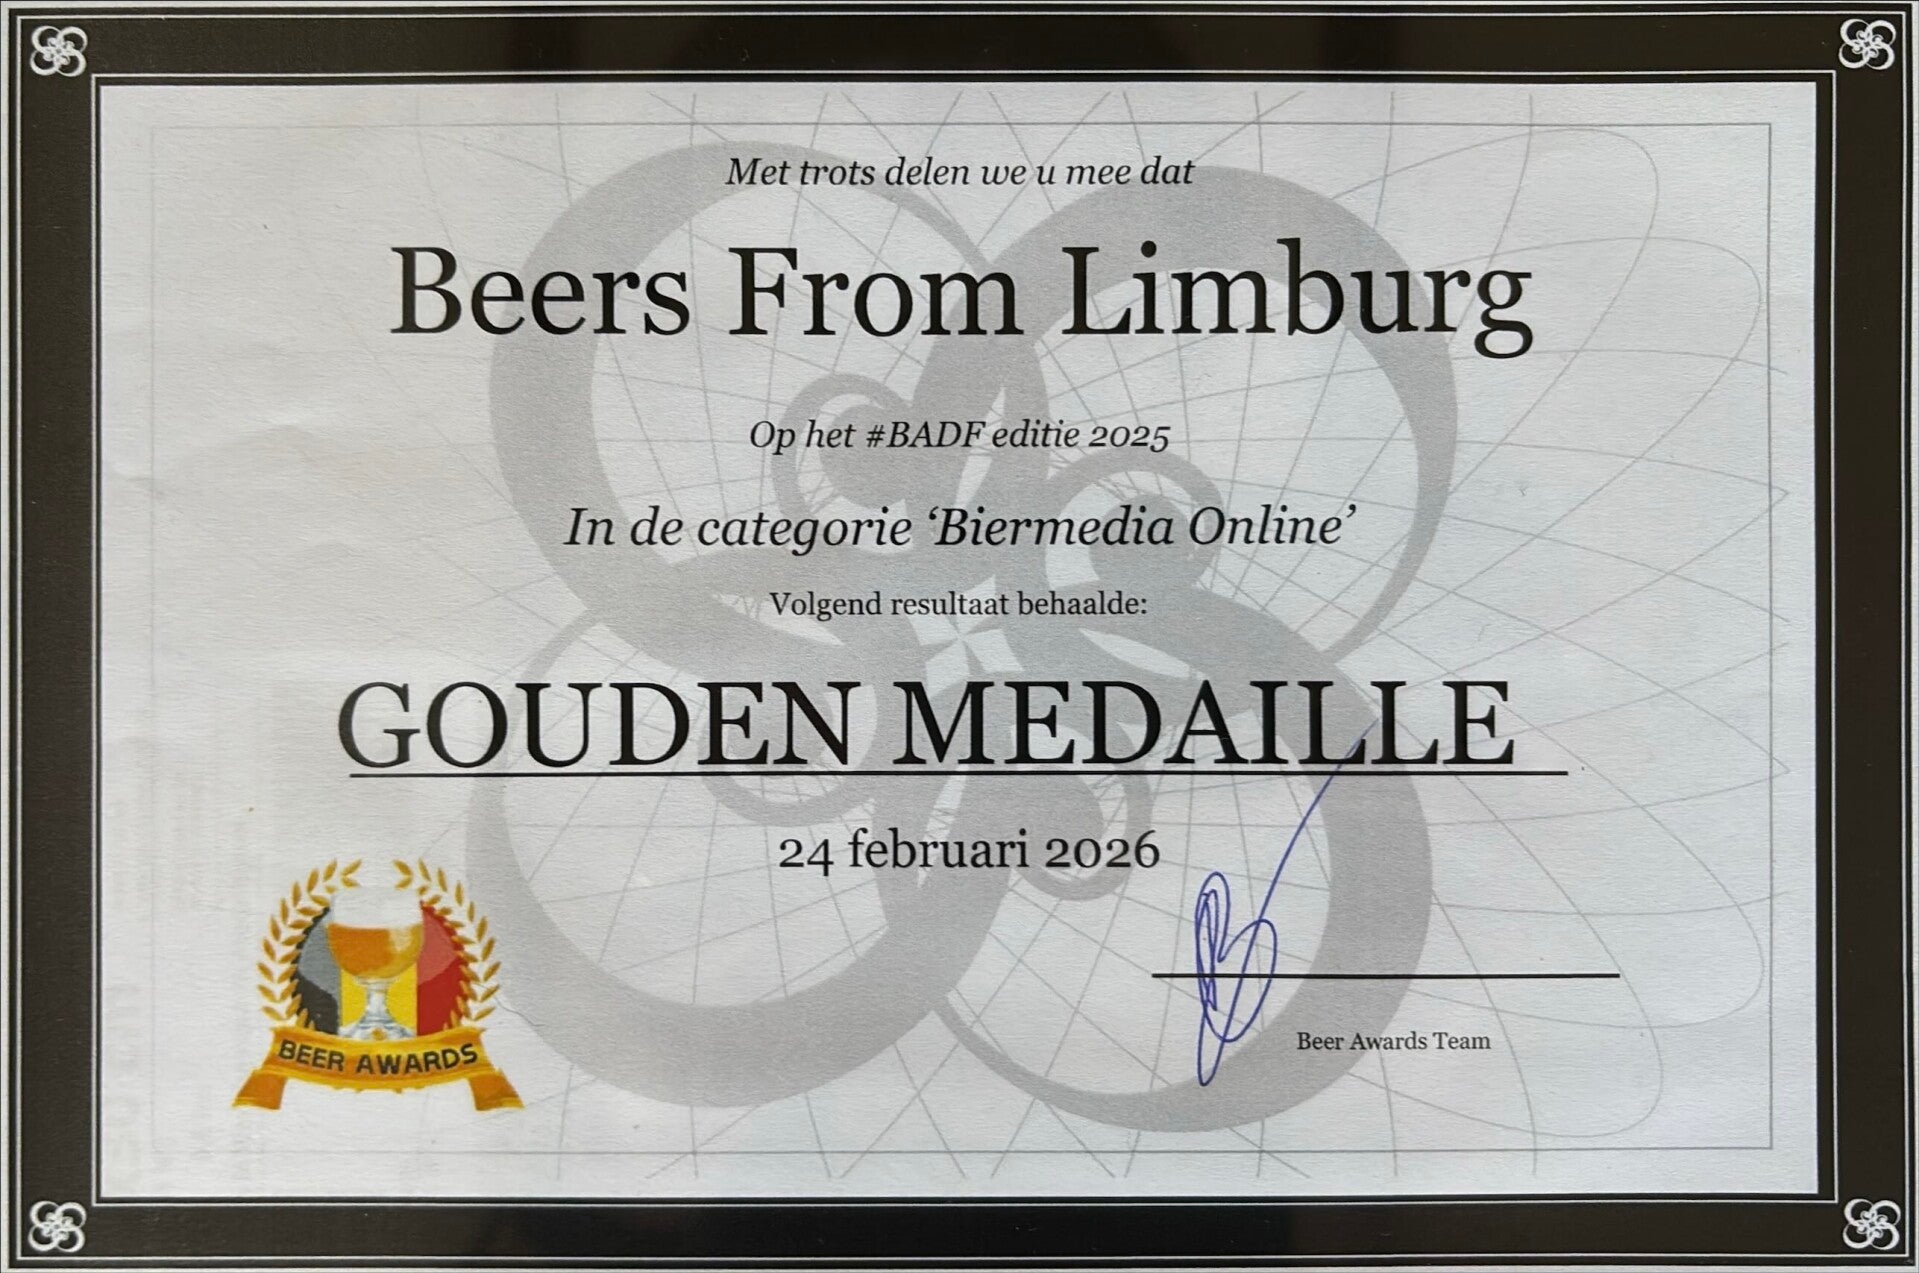 Met trots delen we u mee dat
Beers From Limburg
Op het #BADF editie 2025
In de categorie ‘Biermedia Online’
Volgend resultaat behaalde:
GOUDEN MEDAILLE
24 februari 2026
BEER AWARDS
Beer Awards Team